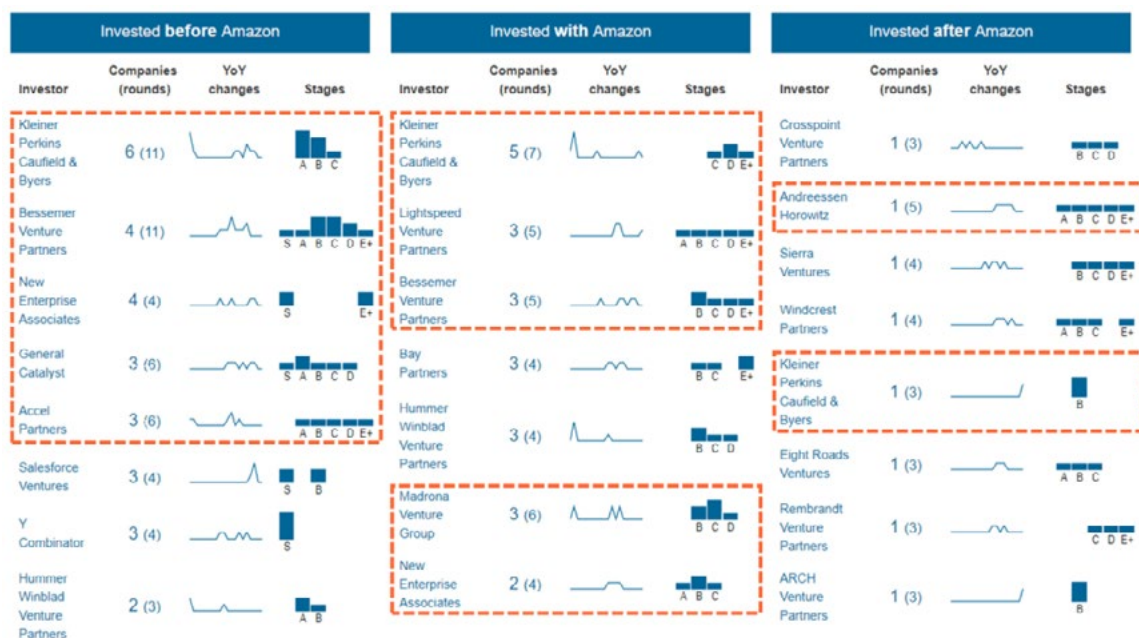 Invested before Amazon
Investor
Companies
(rounds)
YoY
changes
Stages
Kleiner
Perkins
Caufield &
Byers
6 (11)
A B C
Bessemer
Venture
Partners
4 (11)
S A B C D E+
New
Enterprise
Associates
4 (4)
S E+
General
Catalyst
3 (6)
S A B C D
Accel
Partners
3 (6)
A B C D E+
Salesforce
Ventures
3 (4)
S B
Y
Combinator
3 (4)
S
Hummer
Winblad
Venture
Partners
2 (3)
A B
Invested with Amazon
Investor
Companies
(rounds)
YoY
changes
Stages
Kleiner
Perkins
Caufield &
Byers
5 (7)
C D E+
Lightspeed
Venture
Partners
3 (5)
A B C D E+
Bessemer
Venture
Partners
3 (5)
B C D E+
Bay
Partners
3 (4)
B C E+
Hummer
Winblad
Venture
Partners
3 (4)
B C D
Madrona
Venture
Group
3 (6)
B C D
New
Enterprise
Associates
2 (4)
A B C
Invested after Amazon
Investor
Companies
(rounds)
YoY
changes
Stages
Crosspoint
Venture
Partners
1 (3)
B C D
Andreessen
Horowitz
1 (5)
A B C D E+
Sierra
Ventures
1 (4)
B C D E+
Windcrest
Partners
1 (4)
A B C E+
Kleiner
Perkins
Caufield &
Byers
1 (3)
B
Eight Roads
Ventures
1 (3)
A B C
Rembrandt
Venture
Partners
1 (3)
C D E+
ARCH
Venture
Partners
1 (3)
B